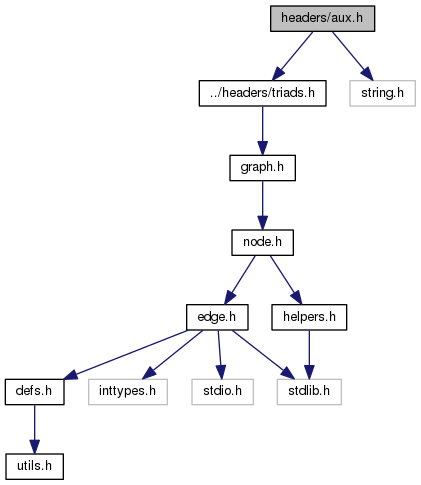 headers/aux.h
../headers/triads.h
string.h
graph.h
node.h
edge.h
helpers.h
defs.h
inttypes.h
stdio.h
stdlib.h
utils.h